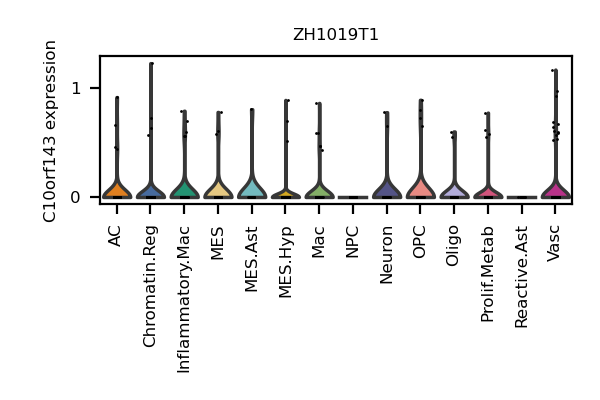 ZH1019T1
C10orf143 expression
1
0
AC
Chromatin.Reg
Inflammatory.Mac
MES
MES.Ast
MES.Hyp
Mac
NPC
Neuron
OPC
Oligo
Prolif.Metab
Reactive.Ast
Vasc